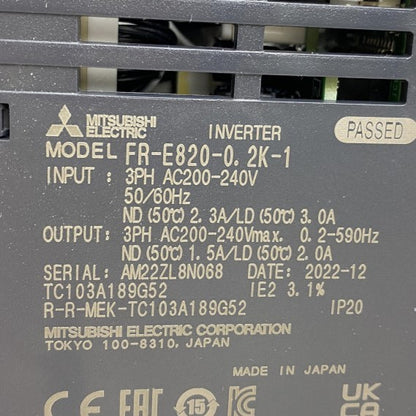 MITSUBISHI
ELECTRIC INVERTER PASSED
MODEL FR-E820-0.2K-1
INPUT : 3PH AC200-240V
50/60Hz
ND (50℃) 2.3A/LD (50℃) 3.0A
OUTPUT: 3PH AC200-240Vmax. 0.2-590Hz
ND (50℃) 1.5A/LD (50℃) 2.0A
SERIAL: AM22ZL8N068 DATE: 2022-12
TC103A189G52 IE2 3.1%
R-R-MEK-TC103A189G52 IP20
MITSUBISHI ELECTRIC CORPORATION
TOKYO 100-8310, JAPAN
MADE IN JAPAN
CE EAC 15 UK
CA